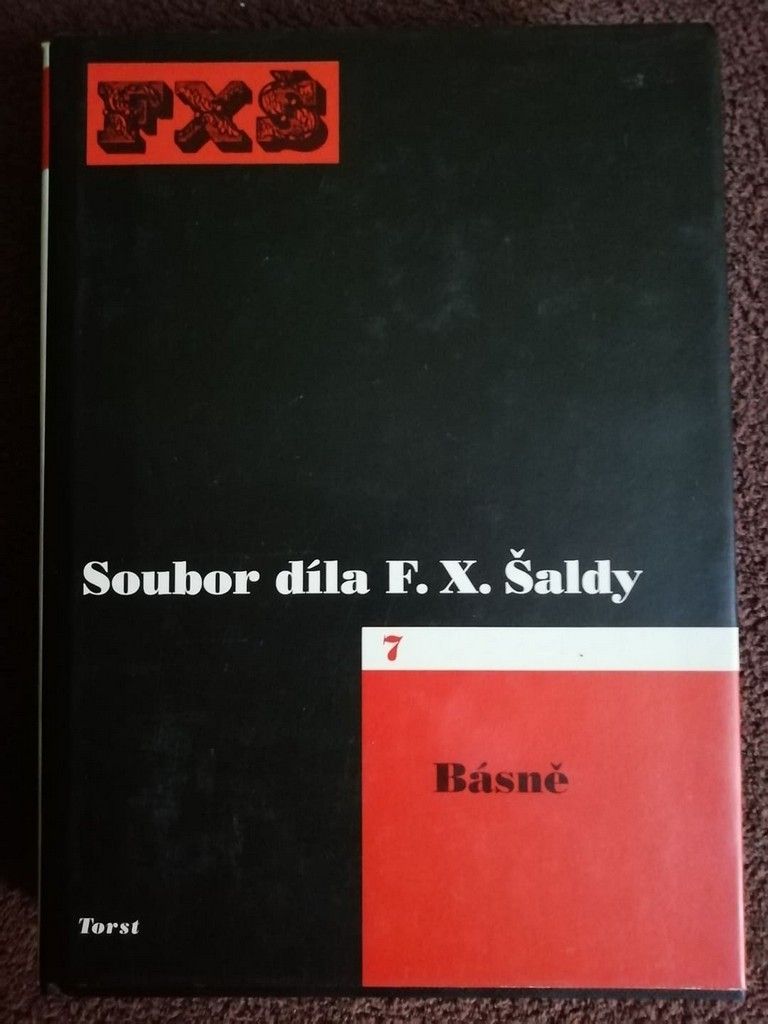 FXŠ
Soubor díla F. X. Šaldy
7
Básně
Torst